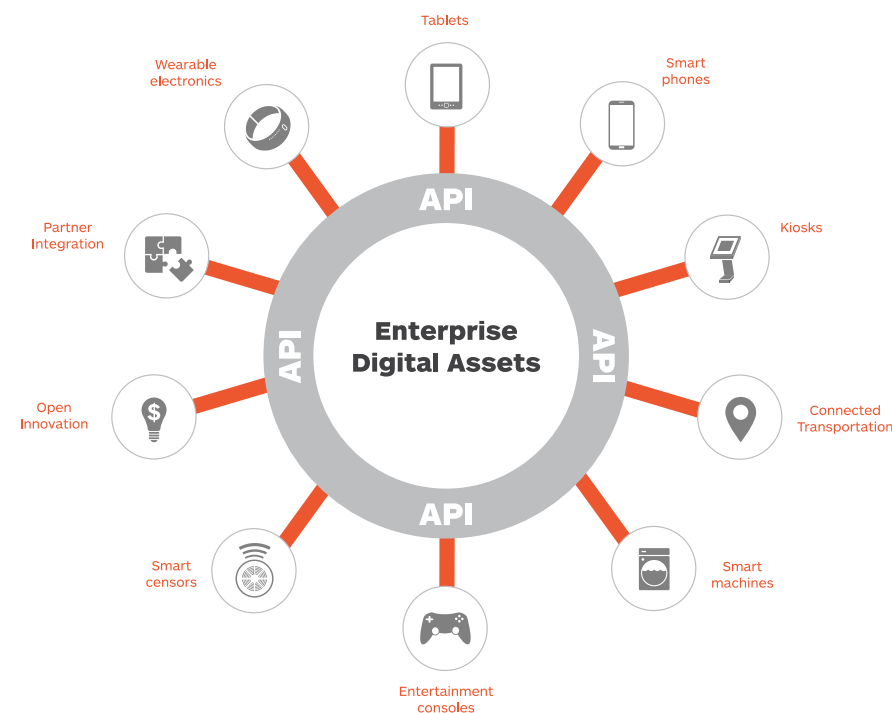 Tablets
Wearable
electronics
Smart
phones
API
Partner
Integration
Kiosks
Enterprise
Digital Assets
API
API
Open
Innovation
$
Connected
Transportation
API
Smart
censors
Smart
machines
Entertainment
consoles